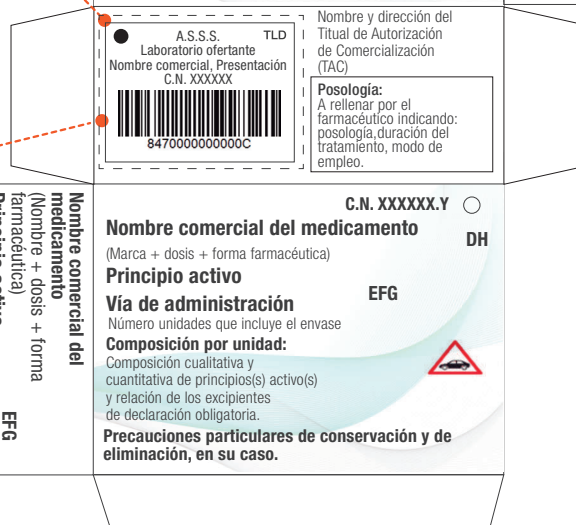 A.S.S.S. TLD
Laboratorio ofertante
Nombre comercial, Presentación
C.N. XXXXXX
8470000000000C
Nombre y dirección del
Titual de Autorización
de Comercialización
(TAC)
Posología:
A rellenar por el
farmacéutico indicando:
posología,duración del
tratamiento, modo de
empleo.
C.N. XXXXXX.Y
Nombre comercial del medicamento
DH
(Marca + dosis + forma farmacéutica)
Principio activo
EFG
Vía de administración
Número unidades que incluye el envase
Composición por unidad:
Composición cualitativa y
cuantitativa de principios(s) activo(s)
y relación de los excipientes
de declaración obligatoria.
Precauciones particulares de conservación y de
eliminación, en su caso.
Nombre comercial del
medicamento
(Nombre + dosis + forma
farmacéutica)
Principio activo
EFG